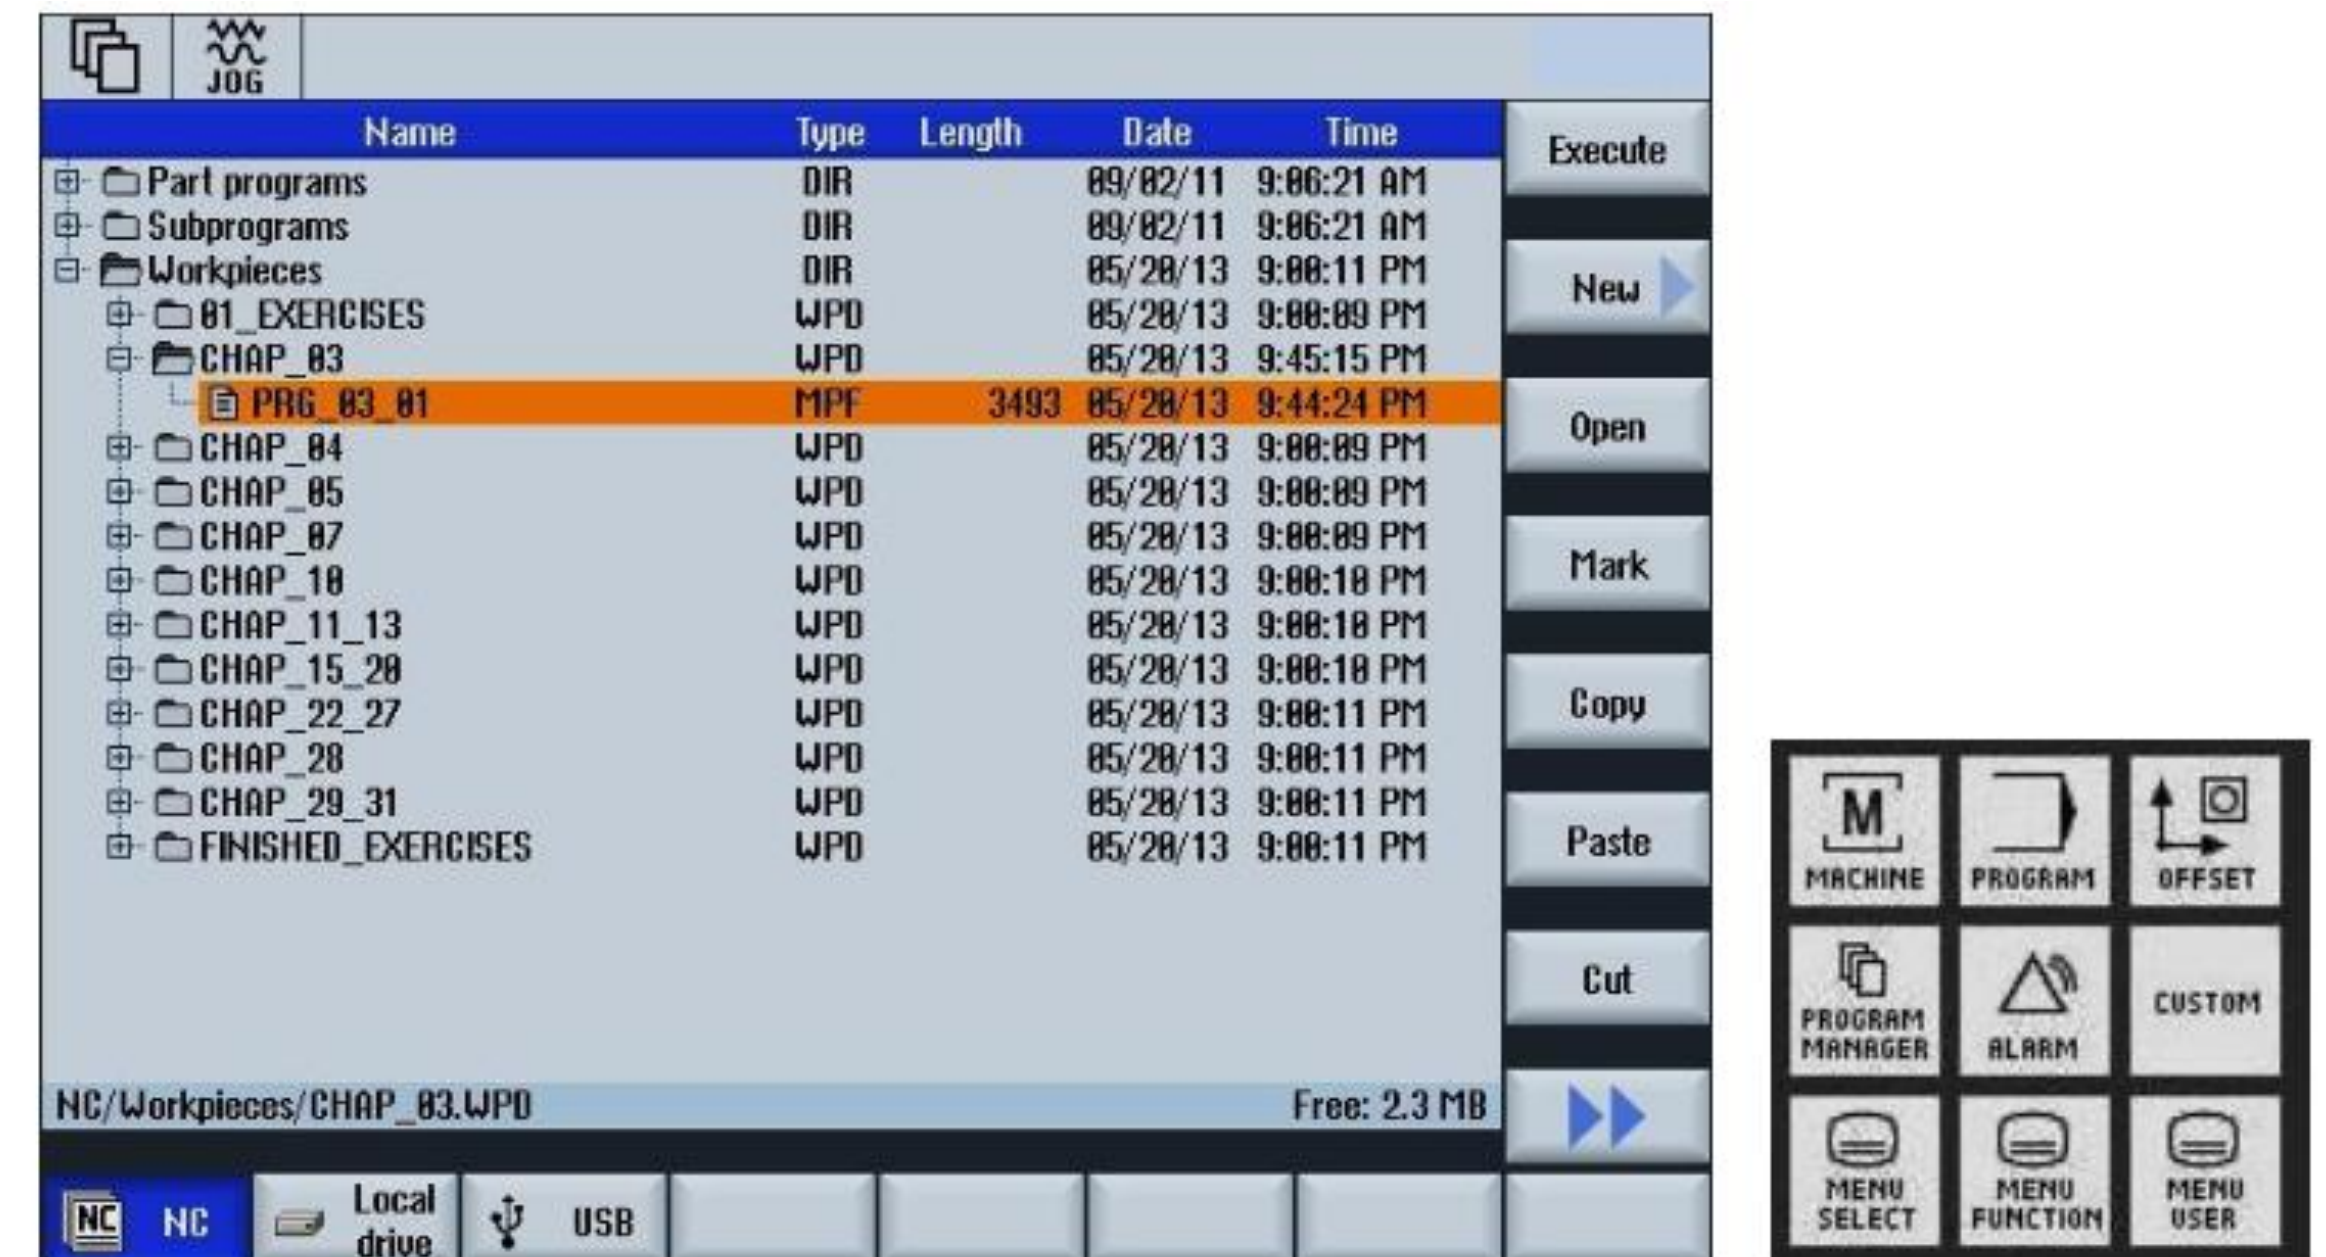 JOG
Name Type Length Date Time
Part programs DIR 09/02/11 9:06:21 AM
Subprograms DIR 09/02/11 9:06:21 AM
Workpieces DIR 05/20/13 9:00:11 PM
01_EXERCISES WPD 05/20/13 9:00:09 PM
CHAP_03 WPD 05/20/13 9:45:15 PM
PRG_03_01 MPF 3493 05/20/13 9:44:24 PM
CHAP_04 WPD 05/20/13 9:00:09 PM
CHAP_05 WPD 05/20/13 9:00:09 PM
CHAP_07 WPD 05/20/13 9:00:09 PM
CHAP_10 WPD 05/20/13 9:00:10 PM
CHAP_11_13 WPD 05/20/13 9:00:10 PM
CHAP_15_20 WPD 05/20/13 9:00:10 PM
CHAP_22_27 WPD 05/20/13 9:00:11 PM
CHAP_28 WPD 05/20/13 9:00:11 PM
CHAP_29_31 WPD 05/20/13 9:00:11 PM
FINISHED_EXERCISES WPD 05/20/13 9:00:11 PM
NC/Workpieces/CHAP_03.WPD Free: 2.3 MB
Execute
New
Open
Mark
Copy
Paste
Cut
NC NC
Local
drive
USB
M
MACHINE
PROGRAM
OFFSET
PROGRAM
MANAGER
ALARM
CUSTOM
MENU
SELECT
MENU
FUNCTION
MENU
USER